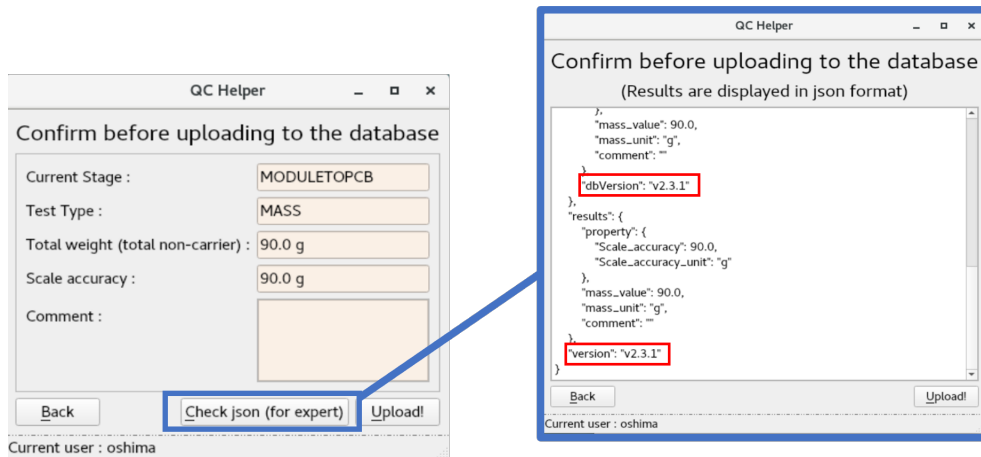 QC Helper
Confirm before uploading to the database
Current Stage : MODULETOPCB
Test Type : MASS
Total weight (total non-carrier) : 90.0 g
Scale accuracy : 90.0 g
Comment :
Back Check json (for expert) Upload!
Current user : oshima
QC Helper
Confirm before uploading to the database
(Results are displayed in json format)
},
"mass_value": 90.0,
"mass_unit": "g",
"comment": ""
}
"dbVersion": "v2.3.1"
},
"results": {
"property": {
"Scale_accuracy": 90.0,
"Scale_accuracy_unit": "g"
},
"mass_value": 90.0,
"mass_unit": "g",
"comment": ""
},
"version": "v2.3.1"
}
Back Upload!
Current user : oshima